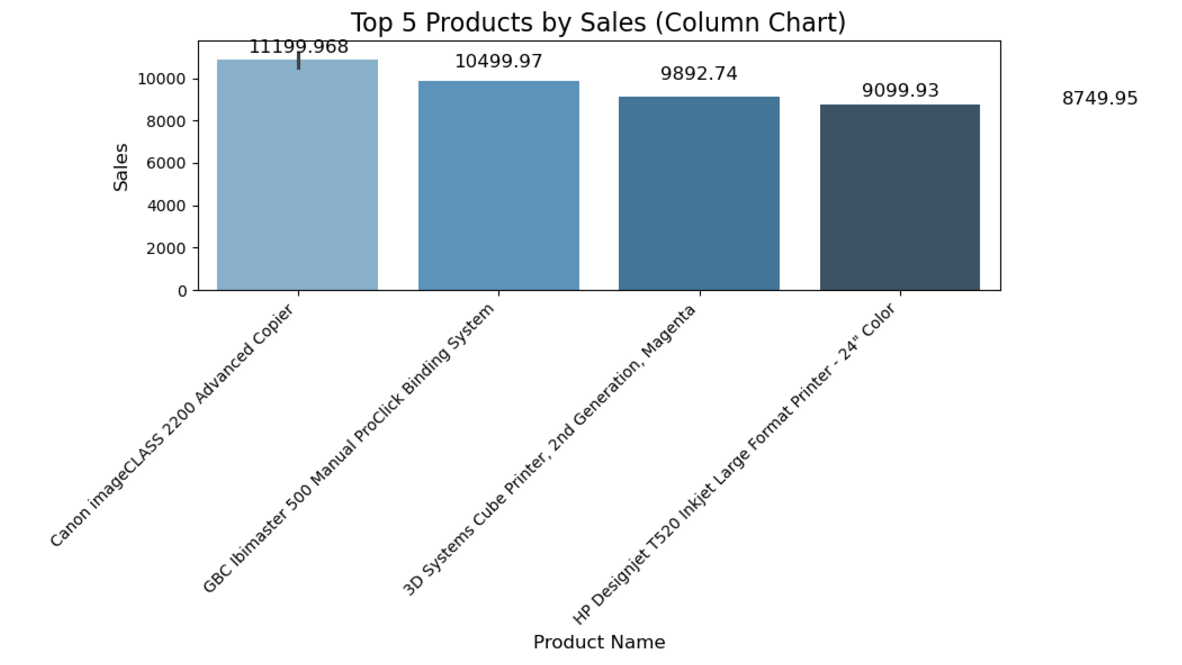 Top 5 Products by Sales (Column Chart)
11199.968
10499.97
9892.74
9099.93
8749.95
Sales
10000
8000
6000
4000
2000
0
Canon imageCLASS 2200 Advanced Copier
GBC Ibimaster 500 Manual ProClick Binding System
3D Systems Cube Printer, 2nd Generation, Magenta
HP Designjet T520 Inkjet Large Format Printer - 24" Color
Product Name